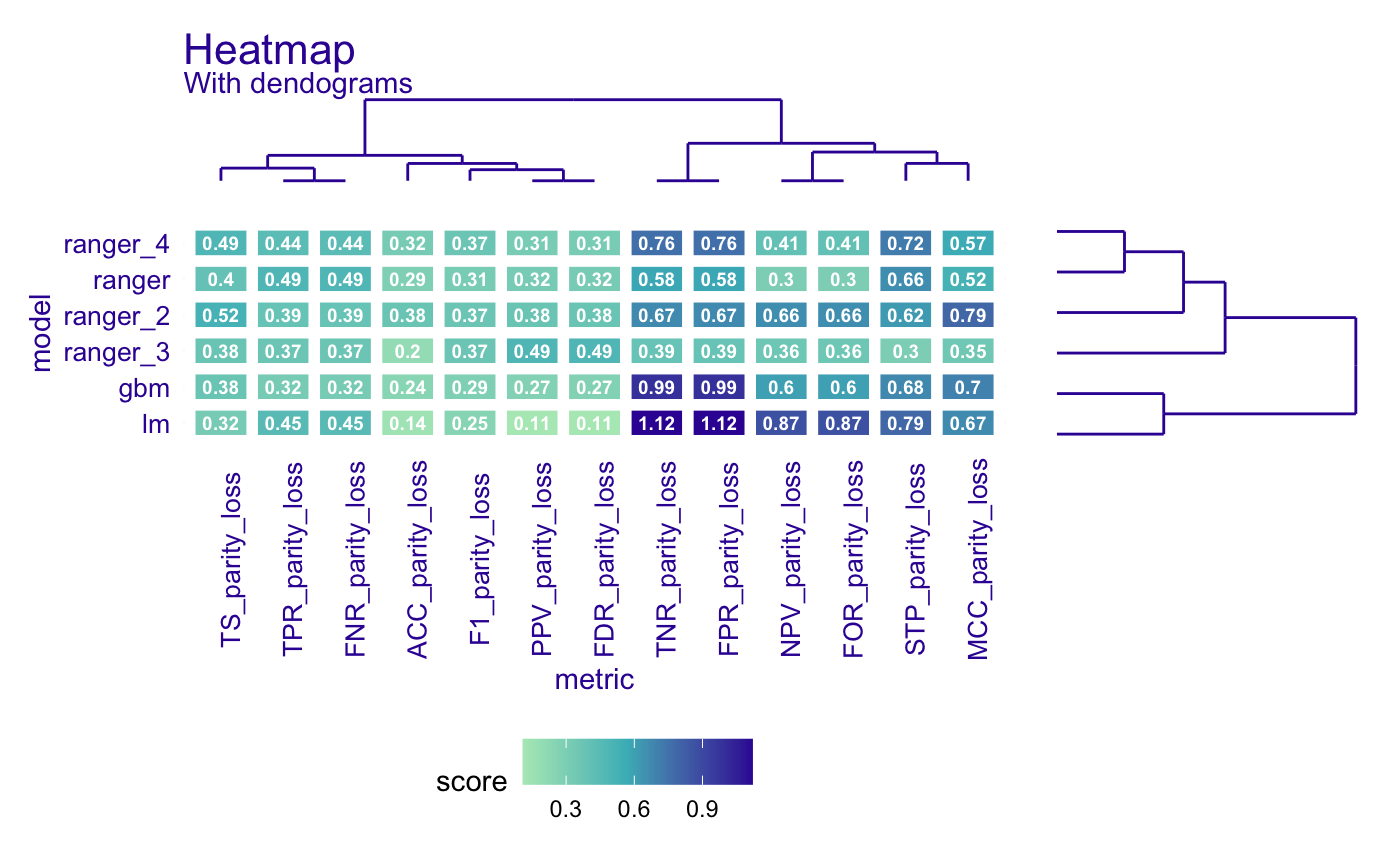 Heatmap
With dendograms
model
ranger_4 0.49 0.44 0.44 0.32 0.37 0.31 0.31 0.76 0.76 0.41 0.41 0.72 0.57
ranger 0.4 0.49 0.49 0.29 0.31 0.32 0.32 0.58 0.58 0.3 0.3 0.66 0.52
ranger_2 0.52 0.39 0.39 0.38 0.37 0.38 0.38 0.67 0.67 0.66 0.66 0.62 0.79
ranger_3 0.38 0.37 0.37 0.2 0.37 0.49 0.49 0.39 0.39 0.36 0.36 0.3 0.35
gbm 0.38 0.32 0.32 0.24 0.29 0.27 0.27 0.99 0.99 0.6 0.6 0.68 0.7
lm 0.32 0.45 0.45 0.14 0.25 0.11 0.11 1.12 1.12 0.87 0.87 0.79 0.67
TS_parity_loss
TPR_parity_loss
FNR_parity_loss
ACC_parity_loss
F1_parity_loss
PPV_parity_loss
FDR_parity_loss
TNR_parity_loss
FPR_parity_loss
NPV_parity_loss
FOR_parity_loss
STP_parity_loss
MCC_parity_loss
metric
score
0.3 0.6 0.9